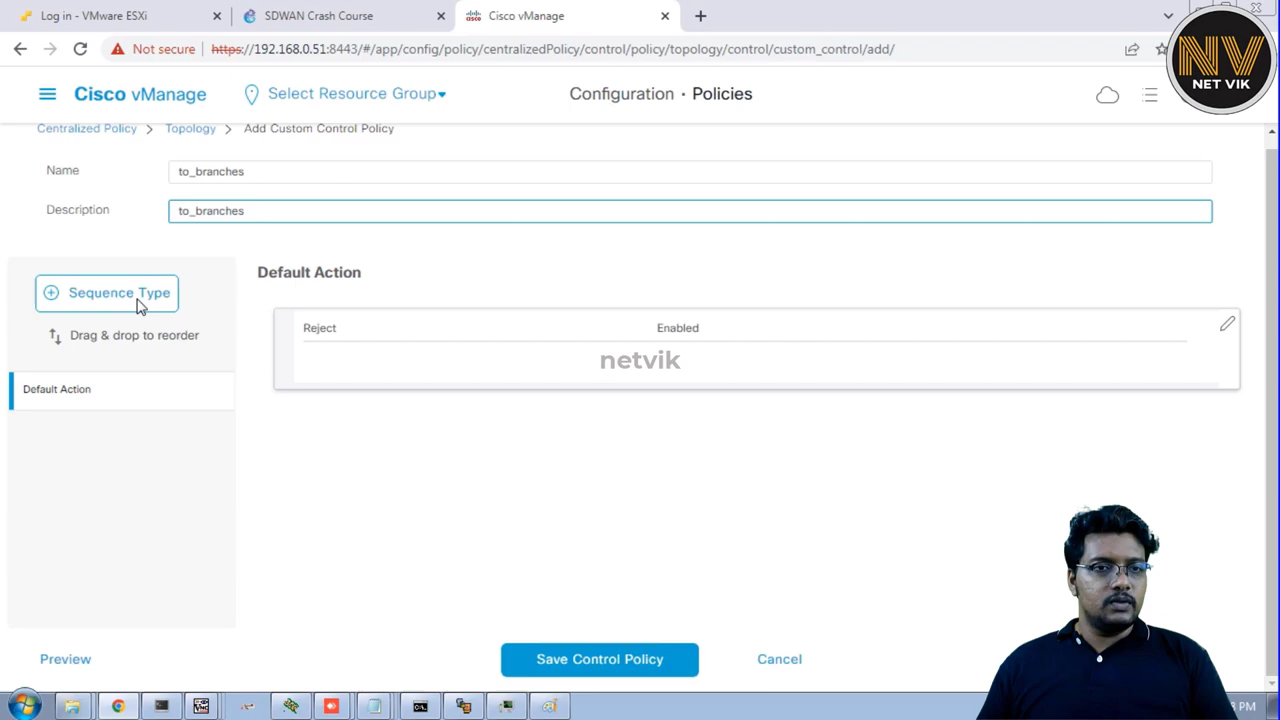 Log in - VMware ESXi
SDWAN Crash Course
Cisco vManage
Not secure
https://192.168.0.51:8443/#/app/config/policy/centralizedPolicy/control/policy/topology/control/custom_control/add/
NV
NET VIK
Cisco vManage
Select Resource Group
Configuration · Policies
Centralized Policy > Topology > Add Custom Control Policy
Name
to_branches
Description
to_branches
Sequence Type
Drag & drop to reorder
Default Action
Default Action
Reject
Enabled
netvik
Preview
Save Control Policy
Cancel
PM